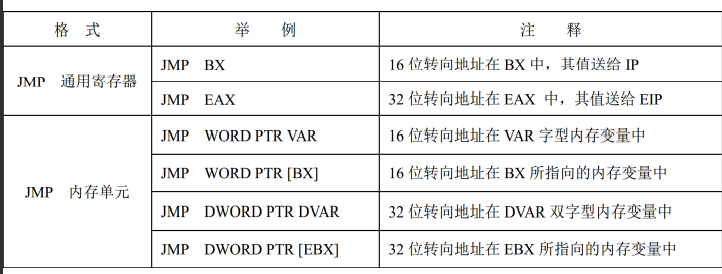 格 式 举 例 注 释
JMP 通用寄存器 JMP BX 16 位转向地址在 BX 中，其值送给 IP
JMP EAX 32 位转向地址在 EAX 中，其值送给 EIP
JMP 内存单元 JMP WORD PTR VAR 16 位转向地址在 VAR 字型内存变量中
JMP WORD PTR [BX] 16 位转向地址在 BX 所指向的内存变量中
JMP DWORD PTR DVAR 32 位转向地址在 DVAR 双字型内存变量中
JMP DWORD PTR [EBX] 32 位转向地址在 EBX 所指向的内存变量中